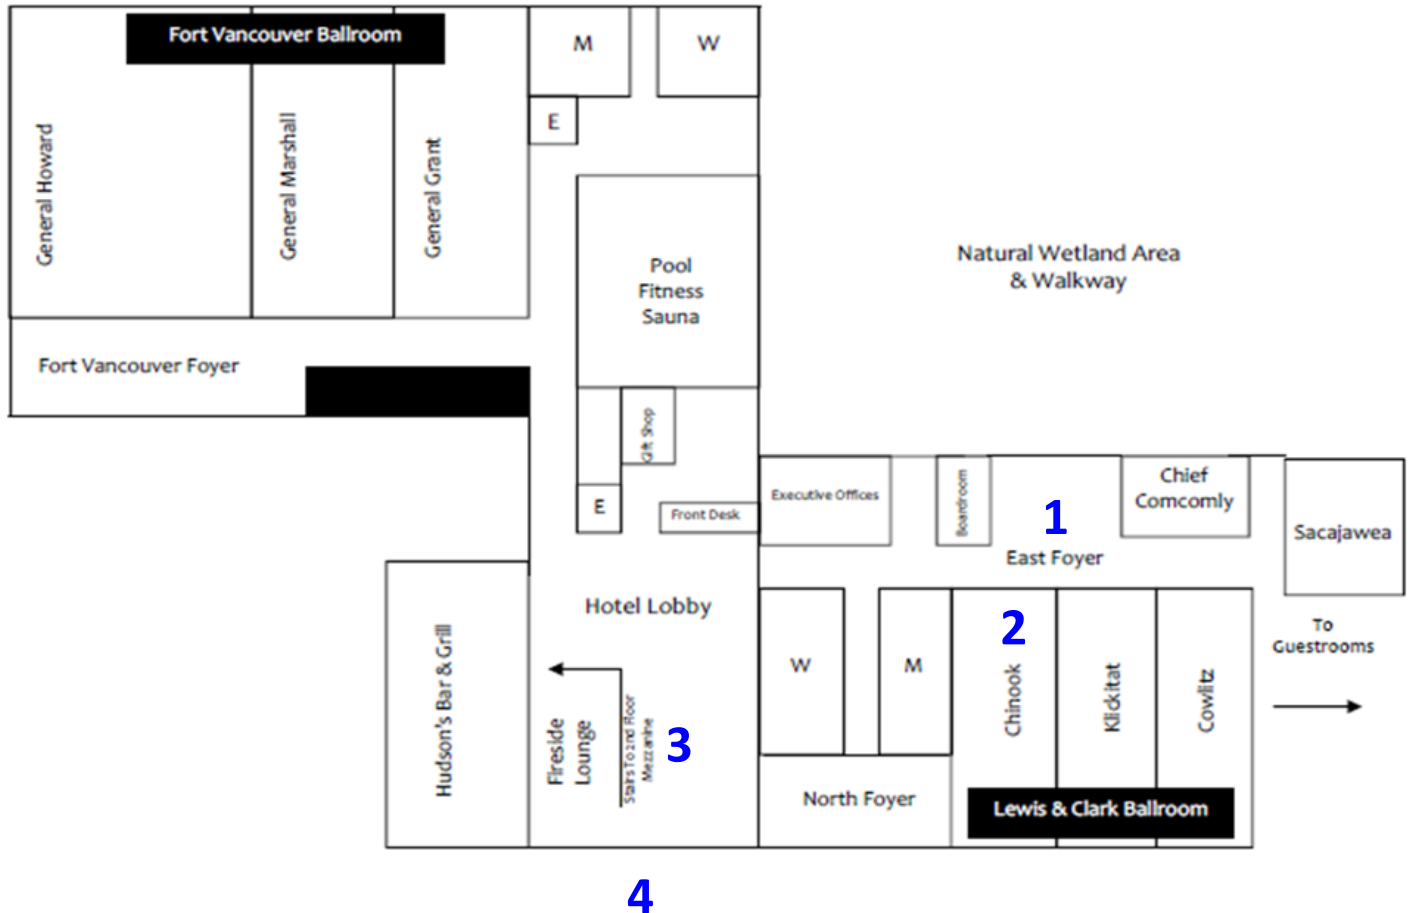 Fort Vancouver Ballroom
M
W
E
General Howard
General Marshall
General Grant
Pool
Fitness
Sauna
Natural Wetland Area
& Walkway
Fort Vancouver Foyer
Gift Shop
E
Front Desk
Executive Offices
Boardroom
1
Chief
Comcomly
Sacajawea
East Foyer
Hotel Lobby
2
To
Guestrooms
Hudson's Bar & Grill
Fireside
Lounge
Stairs To 2nd Floor
Mezzanine
3
W
M
Chinook
Klickitat
Cowlitz
North Foyer
Lewis & Clark Ballroom
4